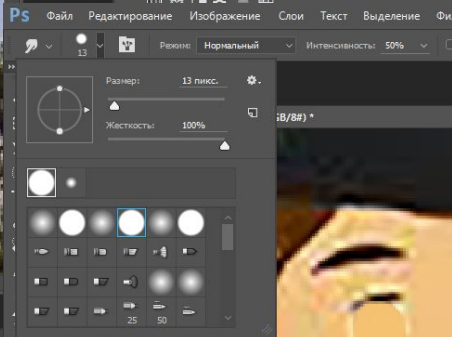 Ps Файл Редактирование Изображение Слои Текст Выделение Фи
13 Режим: Нормальный Интенсивность: 50%
Размер: 13 пикс.
GB/8#) *
Жесткость: 100%
25 50